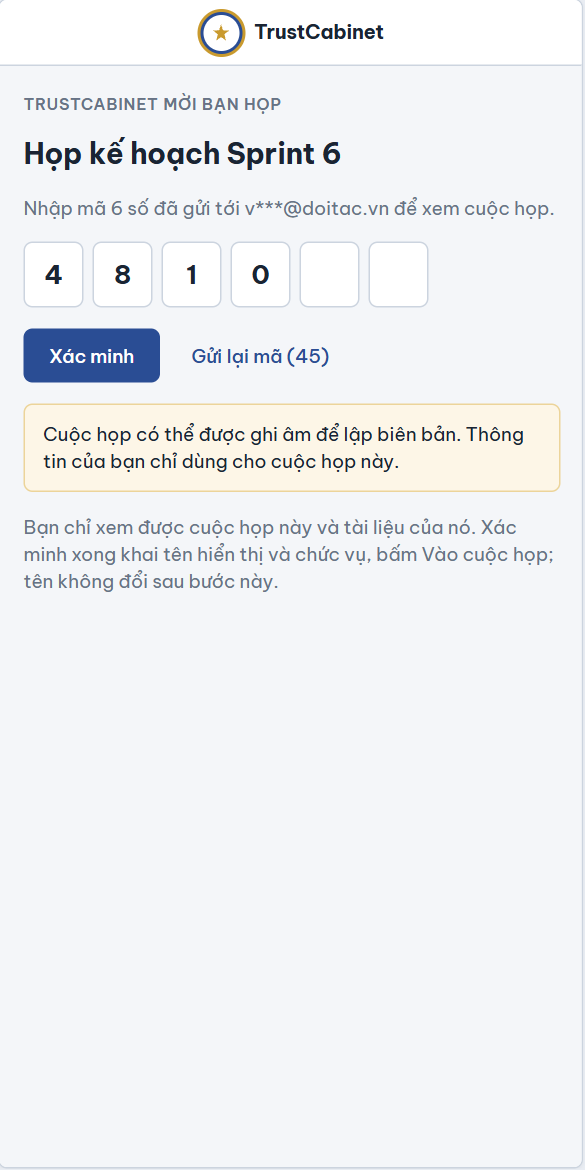 TrustCabinet
TRUSTCABINET MỜI BẠN HỌP
Họp kế hoạch Sprint 6
Nhập mã 6 số đã gửi tới v***@doitac.vn để xem cuộc họp.
4 8 1 0
Xác minh Gửi lại mã (45)
Cuộc họp có thể được ghi âm để lập biên bản. Thông
tin của bạn chỉ dùng cho cuộc họp này.
Bạn chỉ xem được cuộc họp này và tài liệu của nó. Xác
minh xong khai tên hiển thị và chức vụ, bấm Vào cuộc họp;
tên không đổi sau bước này.